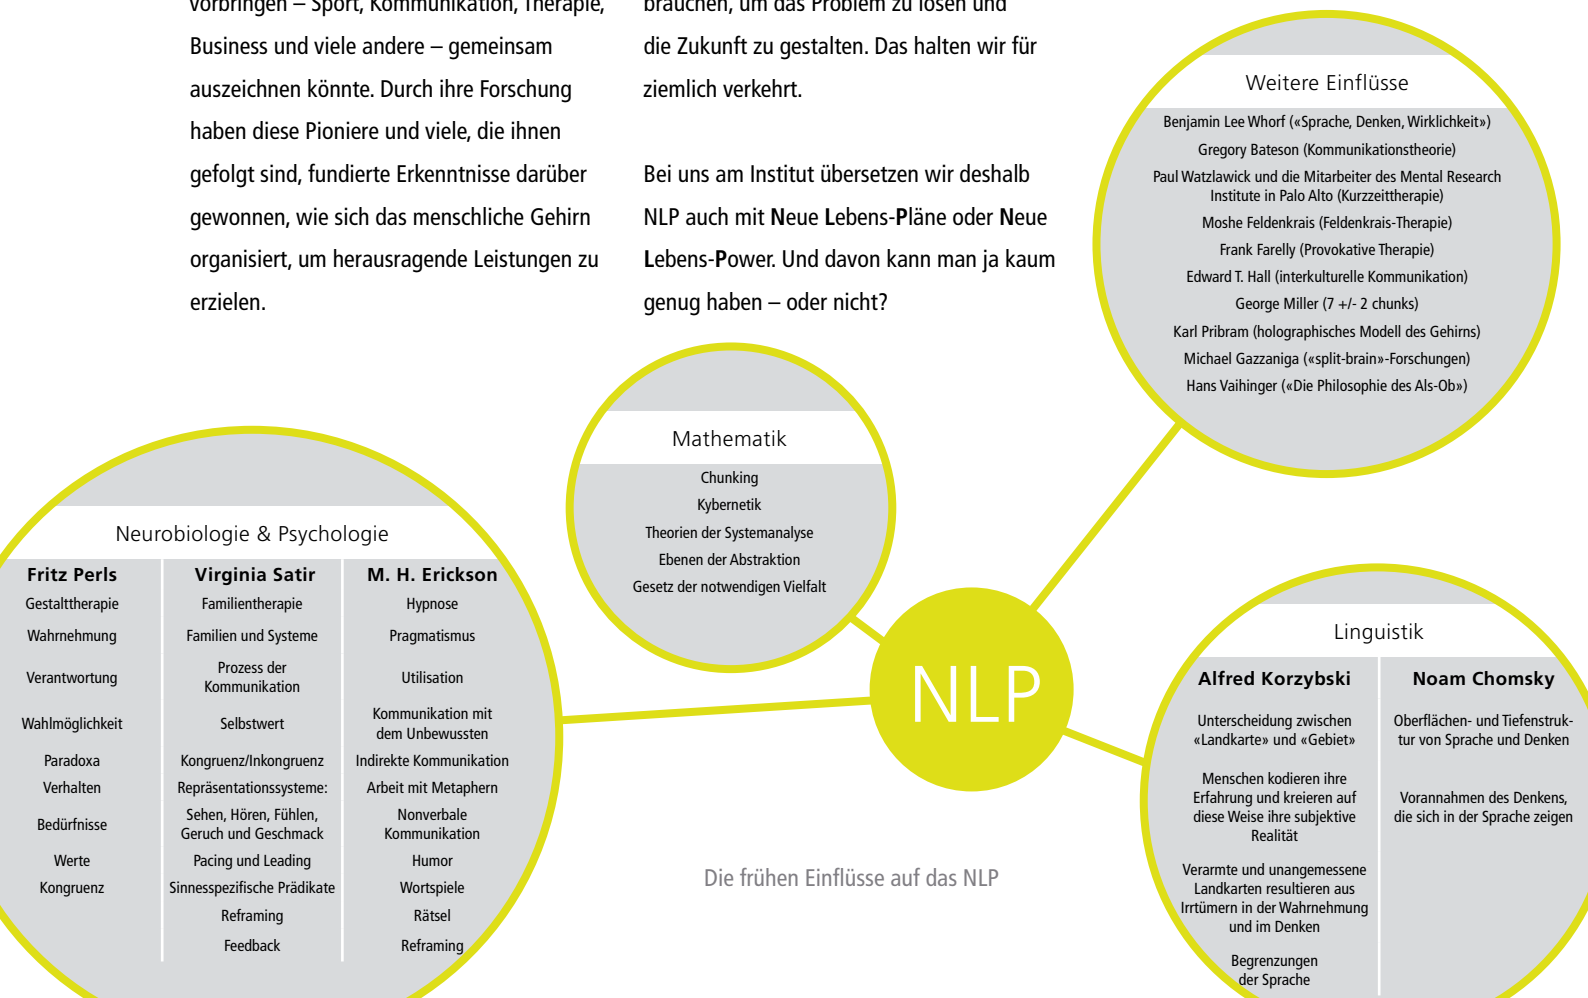 vorbringen – Sport, Kommunikation, Therapie,
Business und viele andere – gemeinsam
auszeichnen könnte. Durch ihre Forschung
haben diese Pioniere und viele, die ihnen
gefolgt sind, fundierte Erkenntnisse darüber
gewonnen, wie sich das menschliche Gehirn
organisiert, um herausragende Leistungen zu
erzielen.
brauchen, um das Problem zu lösen und
die Zukunft zu gestalten. Das halten wir für
ziemlich verkehrt.
Bei uns am Institut übersetzen wir deshalb
NLP auch mit Neue Lebens-Pläne oder Neue
Lebens-Power. Und davon kann man ja kaum
genug haben – oder nicht?
Weitere Einflüsse
Benjamin Lee Whorf («Sprache, Denken, Wirklichkeit»)
Gregory Bateson (Kommunikationstheorie)
Paul Watzlawick und die Mitarbeiter des Mental Research
Institute in Palo Alto (Kurzzeittherapie)
Moshe Feldenkrais (Feldenkrais-Therapie)
Frank Farelly (Provokative Therapie)
Edward T. Hall (interkulturelle Kommunikation)
George Miller (7 +/- 2 chunks)
Karl Pribram (holographisches Modell des Gehirns)
Michael Gazzaniga («split-brain»-Forschungen)
Hans Vaihinger («Die Philosophie des Als-Ob»)
Mathematik
Chunking
Kybernetik
Theorien der Systemanalyse
Ebenen der Abstraktion
Gesetz der notwendigen Vielfalt
Neurobiologie & Psychologie
Fritz Perls
Gestalttherapie
Wahrnehmung
Verantwortung
Wahlmöglichkeit
Paradoxa
Verhalten
Bedürfnisse
Werte
Kongruenz
Virginia Satir
Familientherapie
Familien und Systeme
Prozess der
Kommunikation
Selbstwert
Kongruenz/Inkongruenz
Repräsentationssysteme:
Sehen, Hören, Fühlen,
Geruch und Geschmack
Pacing und Leading
Sinnesspezifische Prädikate
Reframing
Feedback
M. H. Erickson
Hypnose
Pragmatismus
Utilisation
Kommunikation mit
dem Unbewussten
Indirekte Kommunikation
Arbeit mit Metaphern
Nonverbale
Kommunikation
Humor
Wortspiele
Rätsel
Reframing
NLP
Linguistik
Alfred Korzybski
Unterscheidung zwischen
«Landkarte» und «Gebiet»
Menschen kodieren ihre
Erfahrung und kreieren auf
diese Weise ihre subjektive
Realität
Verarmte und unangemessene
Landkarten resultieren aus
Irrtümern in der Wahrnehmung
und im Denken
Begrenzungen
der Sprache
Noam Chomsky
Oberflächen- und Tiefenstruk-
tur von Sprache und Denken
Vorannahmen des Denkens,
die sich in der Sprache zeigen
Die frühen Einflüsse auf das NLP